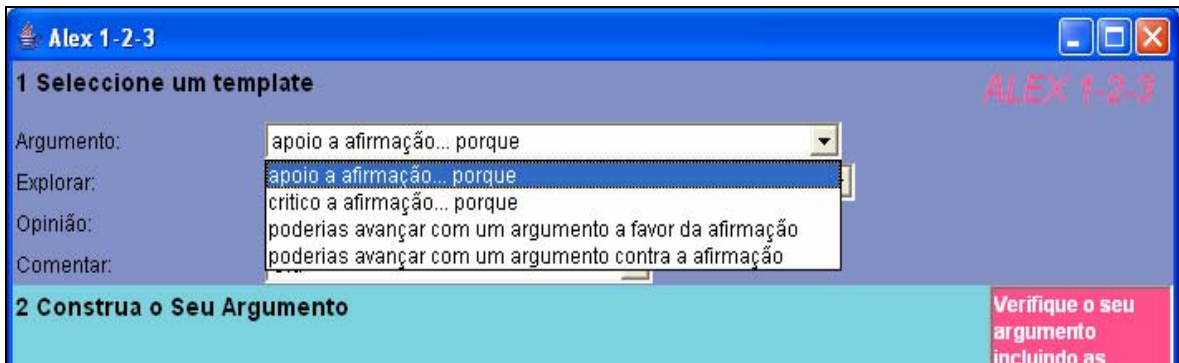 Alex 1-2-3
1 Seleccione um template
ALEX 1-2-3
Argumento:
apoio a afirmação... porque
apoio a afirmação... porque
Explorar:
critico a afirmação... porque
Opinião:
poderias avançar com um argumento a favor da afirmação
Comentar:
poderias avançar com um argumento contra a afirmação
2 Construa o Seu Argumento
Verifique o seu
argumento
incluindo as